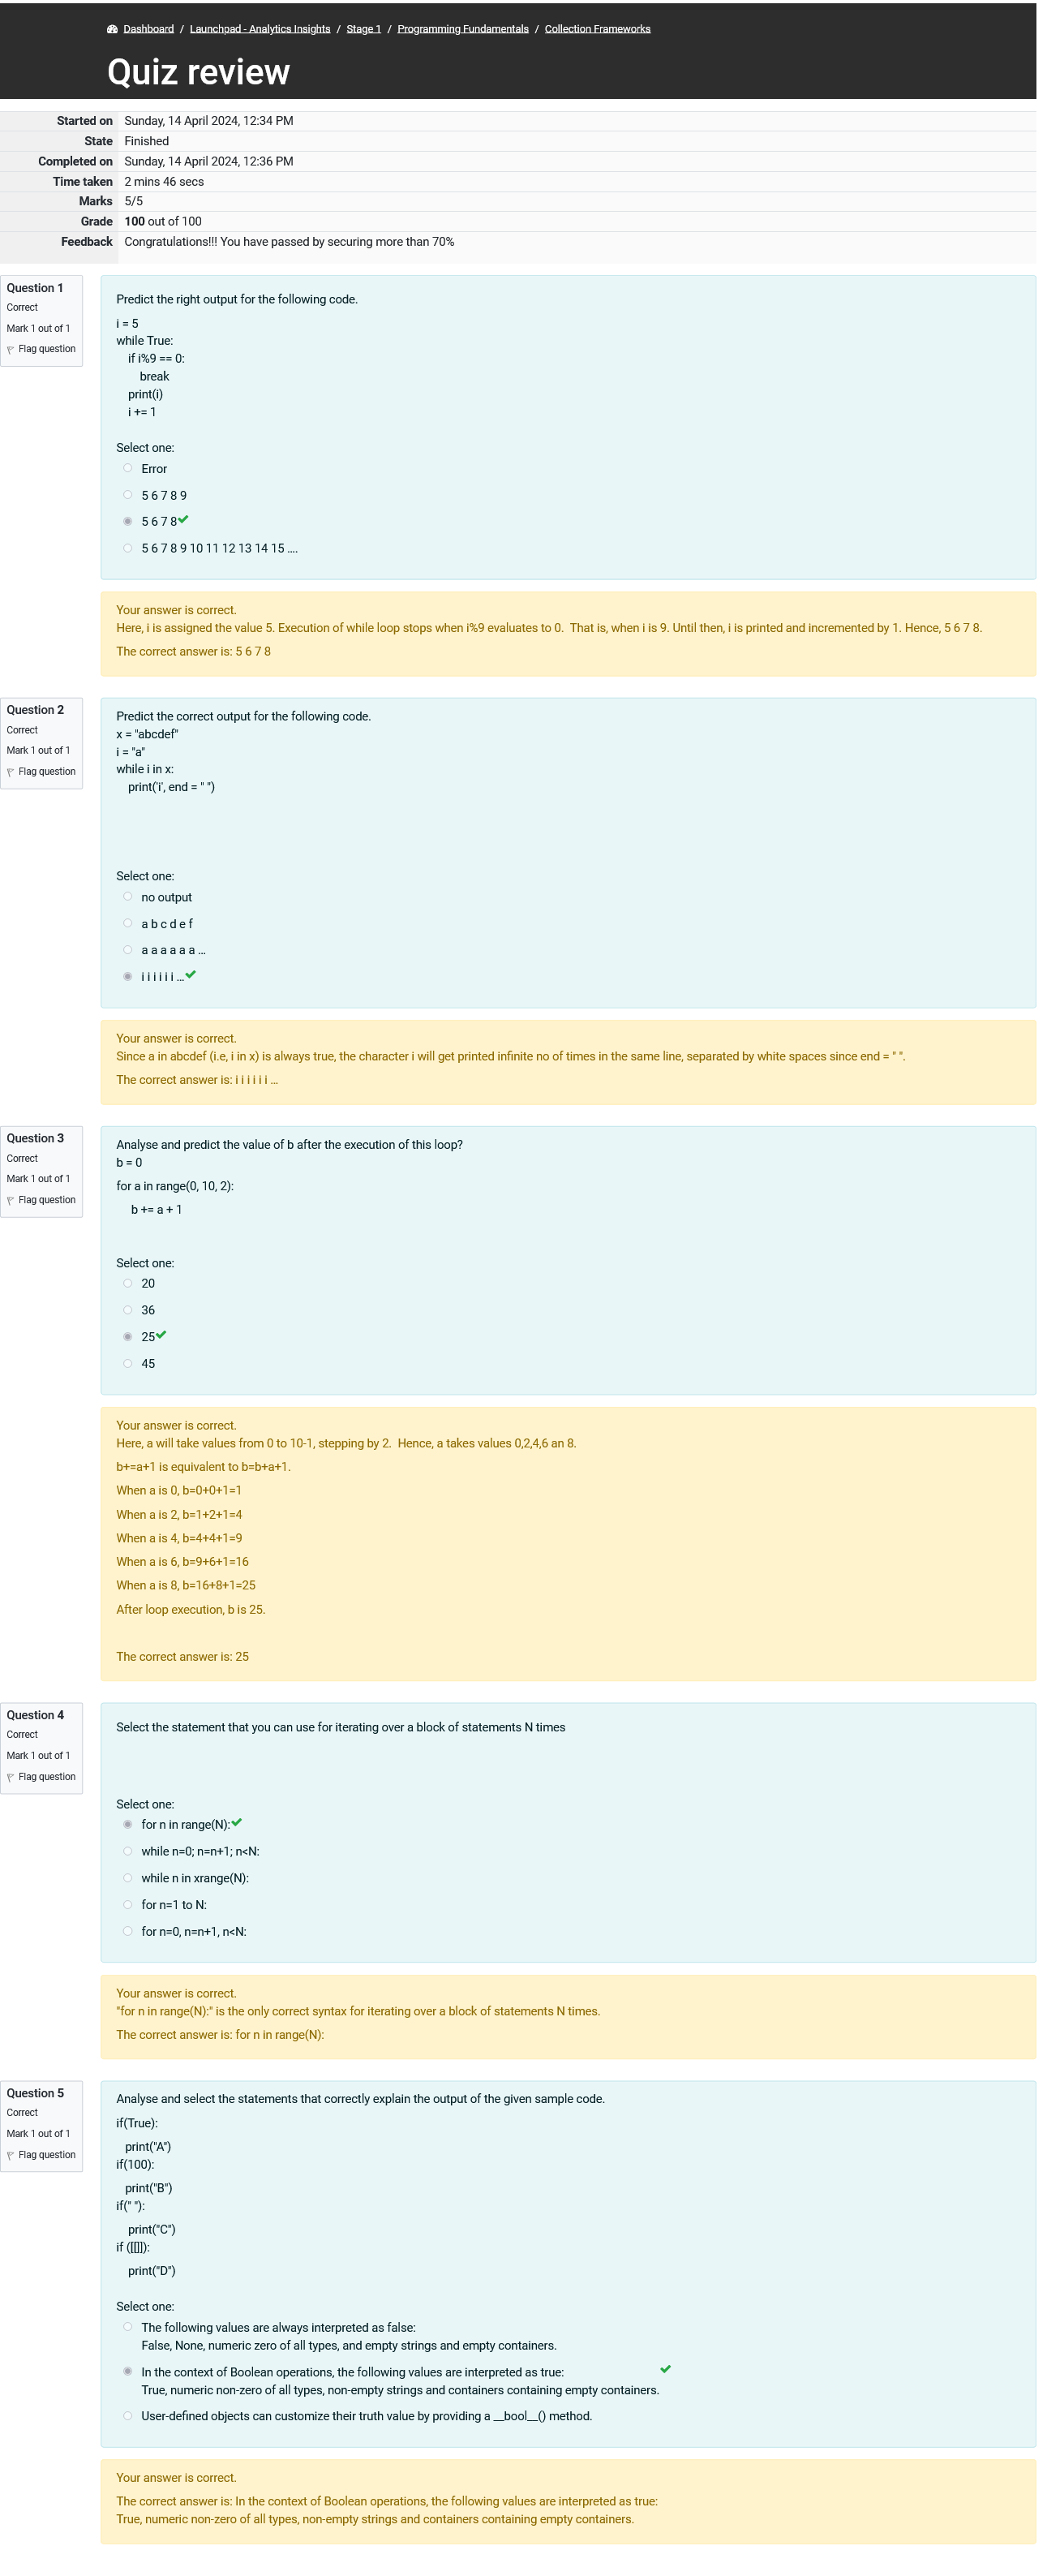 Dashboard / Launchpad - Analytics Insights / Stage 1 / Programming Fundamentals / Collection Frameworks
Quiz review
Started on Sunday, 14 April 2024, 12:34 PM
State Finished
Completed on Sunday, 14 April 2024, 12:36 PM
Time taken 2 mins 46 secs
Marks 5/5
Grade 100 out of 100
Feedback Congratulations!!! You have passed by securing more than 70%
Question 1
Correct
Mark 1 out of 1
Flag question
Predict the right output for the following code.
i = 5
while True:
if i%9 == 0:
break
print(i)
i += 1
Select one:
Error
5 6 7 8 9
5 6 7 8
5 6 7 8 9 10 11 12 13 14 15 ....
Your answer is correct.
Here, i is assigned the value 5. Execution of while loop stops when i%9 evaluates to 0. That is, when i is 9. Until then, i is printed and incremented by 1. Hence, 5 6 7 8.
The correct answer is: 5 6 7 8
Question 2
Correct
Mark 1 out of 1
Flag question
Predict the correct output for the following code.
x = "abcdef"
i = "a"
while i in x:
print('i', end = " ")
Select one:
no output
a b c d e f
a a a a a a ...
i i i i i i ...
Your answer is correct.
Since a in abcdef (i.e, i in x) is always true, the character i will get printed infinite no of times in the same line, separated by white spaces since end = " ".
The correct answer is: i i i i i i ...
Question 3
Correct
Mark 1 out of 1
Flag question
Analyse and predict the value of b after the execution of this loop?
b = 0
for a in range(0, 10, 2):
b += a + 1
Select one:
20
36
25
45
Your answer is correct.
Here, a will take values from 0 to 10-1, stepping by 2. Hence, a takes values 0,2,4,6 an 8.
b+=a+1 is equivalent to b=b+a+1.
When a is 0, b=0+0+1=1
When a is 2, b=1+2+1=4
When a is 4, b=4+4+1=9
When a is 6, b=9+6+1=16
When a is 8, b=16+8+1=25
After loop execution, b is 25.
The correct answer is: 25
Question 4
Correct
Mark 1 out of 1
Flag question
Select the statement that you can use for iterating over a block of statements N times
Select one:
for n in range(N):
while n=0; n=n+1; n<N:
while n in xrange(N):
for n=1 to N:
for n=0, n=n+1, n<N:
Your answer is correct.
"for n in range(N):" is the only correct syntax for iterating over a block of statements N times.
The correct answer is: for n in range(N):
Question 5
Correct
Mark 1 out of 1
Flag question
Analyse and select the statements that correctly explain the output of the given sample code.
if(True):
print("A")
if(100):
print("B")
if(" "):
print("C")
if ([[]]):
print("D")
Select one:
The following values are always interpreted as false:
False, None, numeric zero of all types, and empty strings and empty containers.
In the context of Boolean operations, the following values are interpreted as true:
True, numeric non-zero of all types, non-empty strings and containers containing empty containers.
User-defined objects can customize their truth value by providing a __bool__() method.
Your answer is correct.
The correct answer is: In the context of Boolean operations, the following values are interpreted as true:
True, numeric non-zero of all types, non-empty strings and containers containing empty containers.